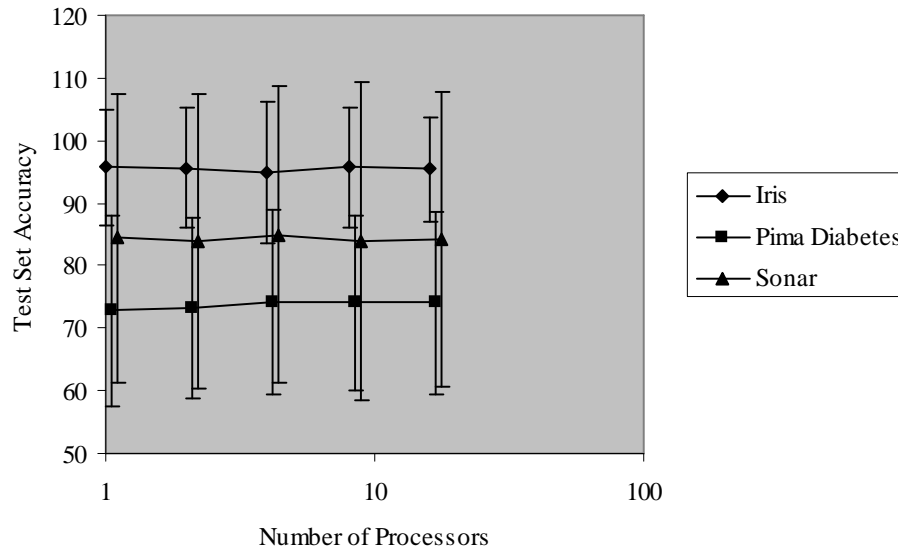 120
110
100
90
80
70
60
50
Test Set Accuracy
1
10
100
Number of Processors
Iris
Pima Diabetes
Sonar